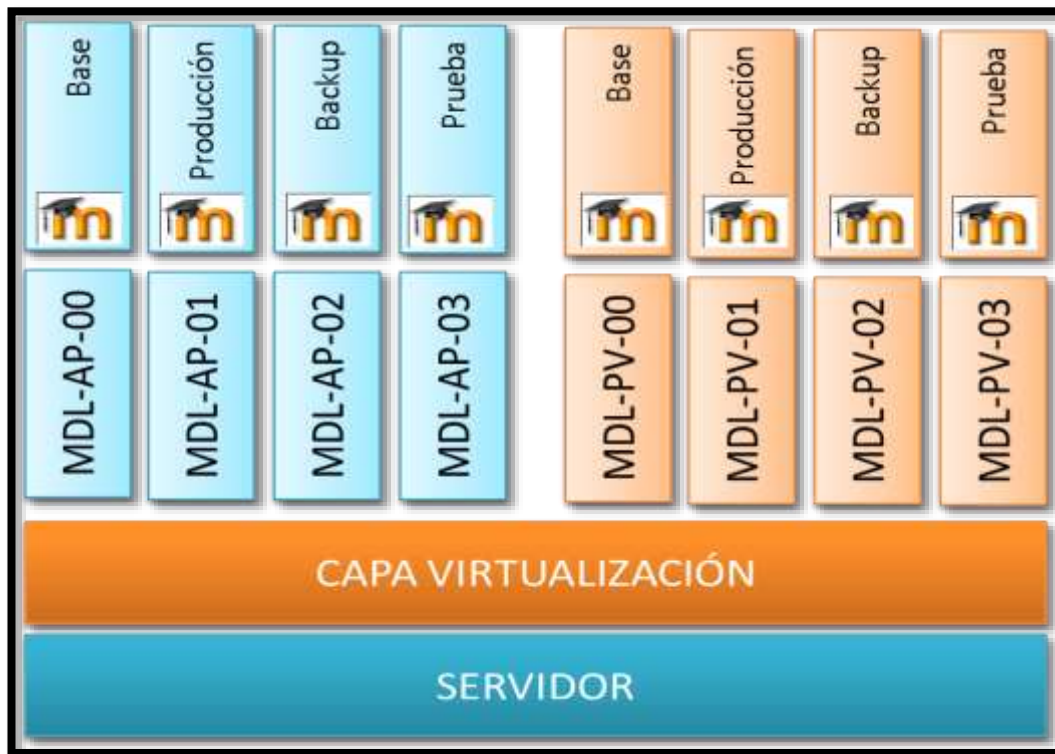 Base
Producción
Backup
Prueba
Base
Producción
Backup
Prueba
m
m
m
m
m
m
m
m
MDL-AP-00
MDL-AP-01
MDL-AP-02
MDL-AP-03
MDL-PV-00
MDL-PV-01
MDL-PV-02
MDL-PV-03
CAPA VIRTUALIZACIÓN
SERVIDOR